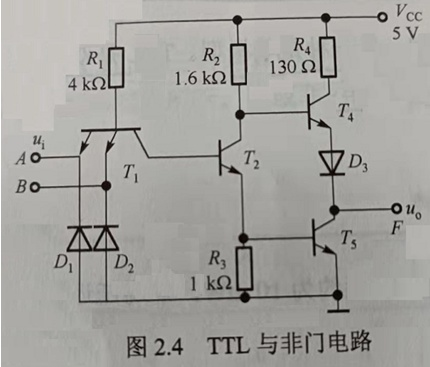 V_CC
5 V
R₁
4 kΩ
R₂
1.6 kΩ
R₄
130 Ω
u_i
A
B
T₁
T₂
T₄
D₃
u_o
F
T₅
D₁
D₂
R₃
1 kΩ
图 2.4 TTL 与非门电路